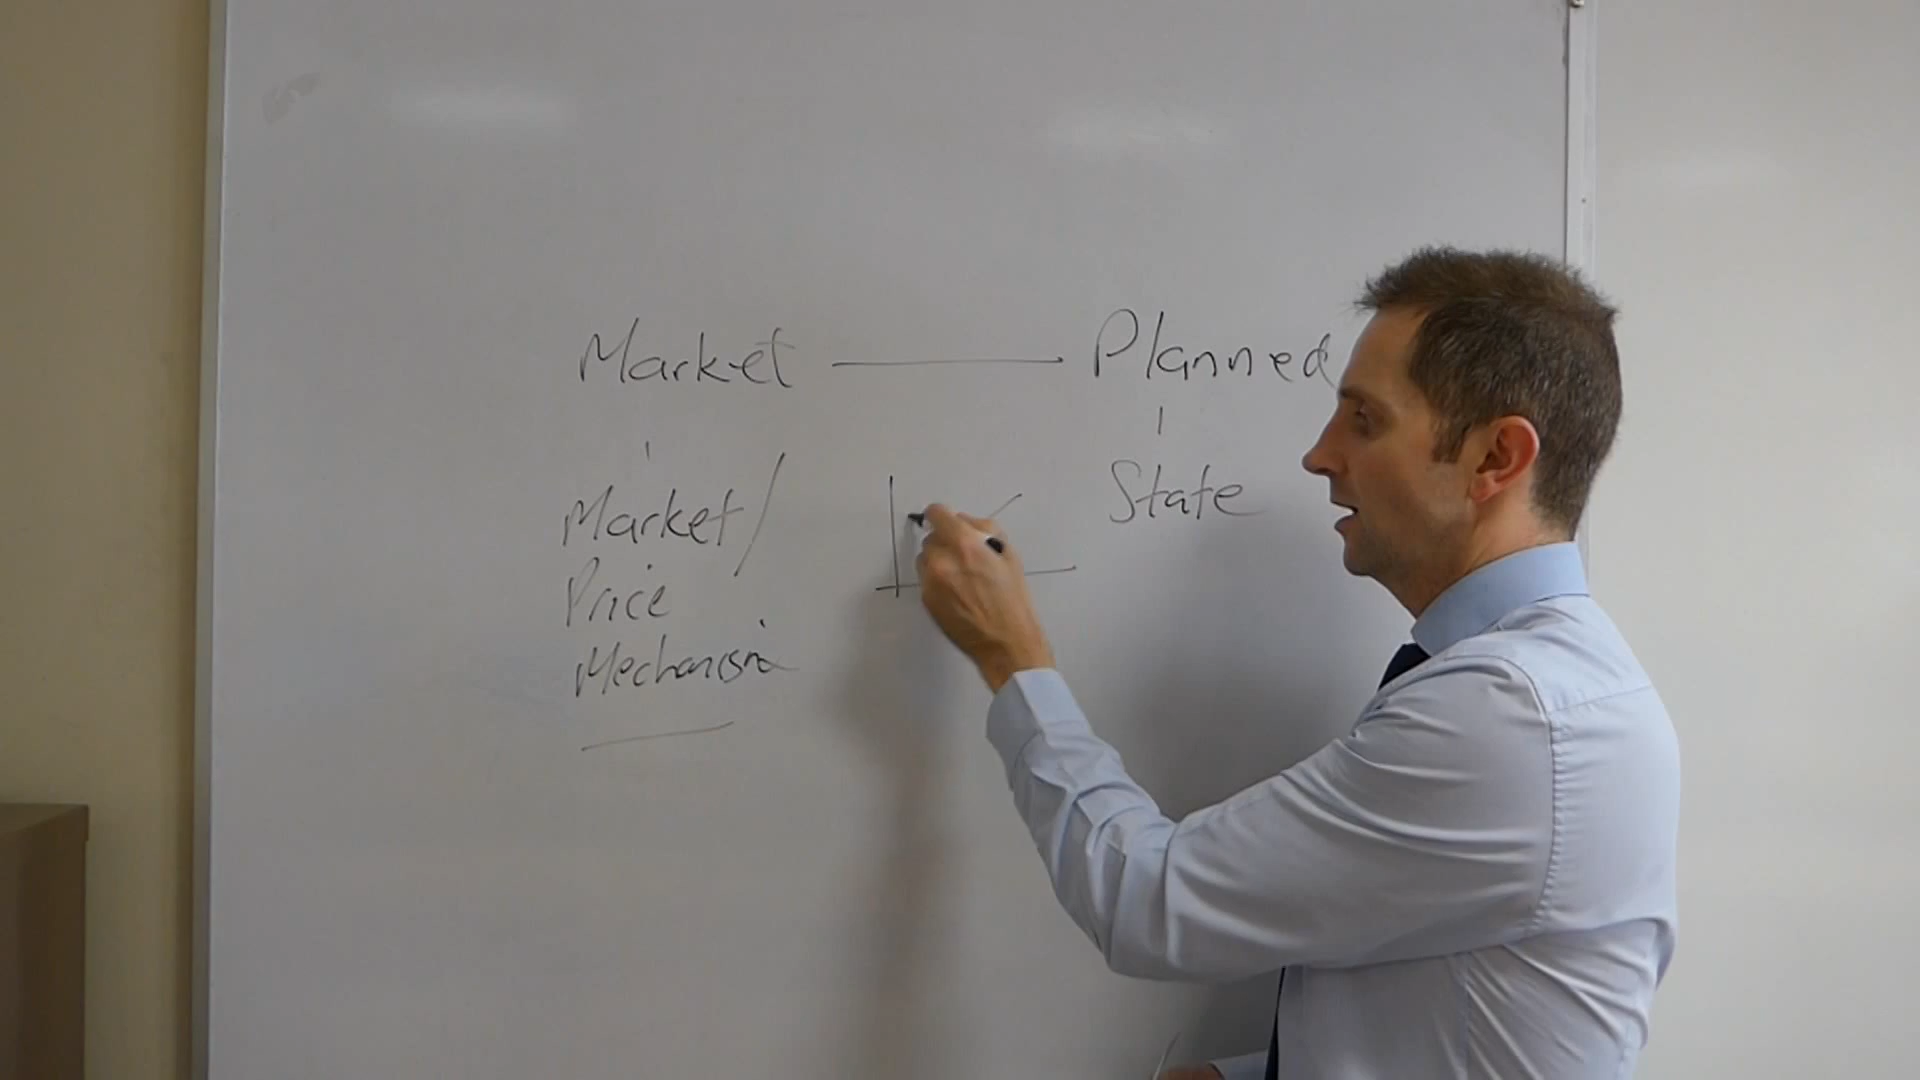 Market — Planned
Market/
Price
Mechanism
State